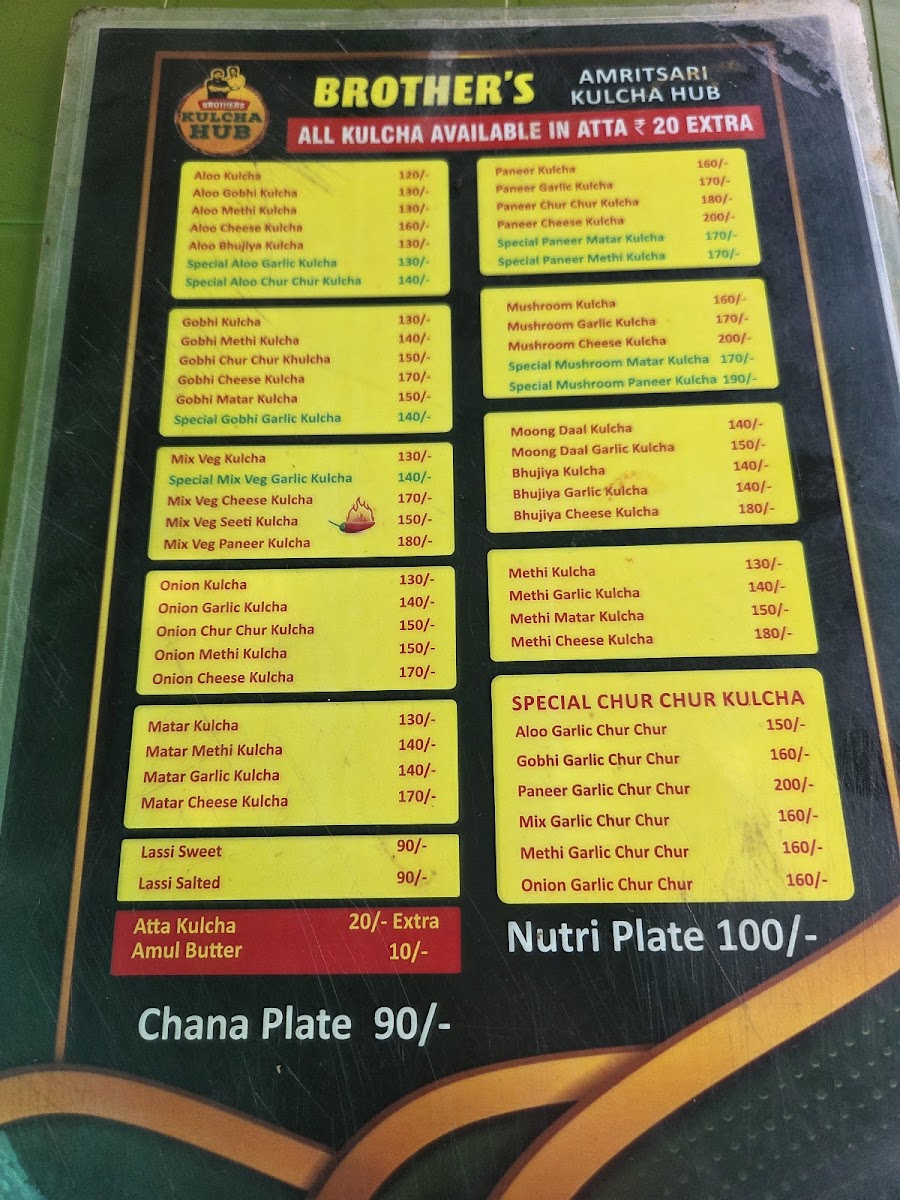 BROTHERS
KULCHA
HUB
BROTHER'S
AMRITSARI
KULCHA HUB
ALL KULCHA AVAILABLE IN ATTA ₹ 20 EXTRA
Aloo Kulcha 120/-
Aloo Gobhi Kulcha 130/-
Aloo Methi Kulcha 130/-
Aloo Cheese Kulcha 160/-
Aloo Bhujiya Kulcha 130/-
Special Aloo Garlic Kulcha 130/-
Special Aloo Chur Chur Kulcha 140/-
Gobhi Kulcha 130/-
Gobhi Methi Kulcha 140/-
Gobhi Chur Chur Khulcha 150/-
Gobhi Cheese Kulcha 170/-
Gobhi Matar Kulcha 150/-
Special Gobhi Garlic Kulcha 140/-
Mix Veg Kulcha 130/-
Special Mix Veg Garlic Kulcha 140/-
Mix Veg Cheese Kulcha 170/-
Mix Veg Seeti Kulcha 150/-
Mix Veg Paneer Kulcha 180/-
Onion Kulcha 130/-
Onion Garlic Kulcha 140/-
Onion Chur Chur Kulcha 150/-
Onion Methi Kulcha 150/-
Onion Cheese Kulcha 170/-
Matar Kulcha 130/-
Matar Methi Kulcha 140/-
Matar Garlic Kulcha 140/-
Matar Cheese Kulcha 170/-
Lassi Sweet 90/-
Lassi Salted 90/-
Atta Kulcha 20/- Extra
Amul Butter 10/-
Chana Plate 90/-
Paneer Kulcha 160/-
Paneer Garlic Kulcha 170/-
Paneer Chur Chur Kulcha 180/-
Paneer Cheese Kulcha 200/-
Special Paneer Matar Kulcha 170/-
Special Paneer Methi Kulcha 170/-
Mushroom Kulcha 160/-
Mushroom Garlic Kulcha 170/-
Mushroom Cheese Kulcha 200/-
Special Mushroom Matar Kulcha 170/-
Special Mushroom Paneer Kulcha 190/-
Moong Daal Kulcha 140/-
Moong Daal Garlic Kulcha 150/-
Bhujiya Kulcha 140/-
Bhujiya Garlic Kulcha 140/-
Bhujiya Cheese Kulcha 180/-
Methi Kulcha 130/-
Methi Garlic Kulcha 140/-
Methi Matar Kulcha 150/-
Methi Cheese Kulcha 180/-
SPECIAL CHUR CHUR KULCHA
Aloo Garlic Chur Chur 150/-
Gobhi Garlic Chur Chur 160/-
Paneer Garlic Chur Chur 200/-
Mix Garlic Chur Chur 160/-
Methi Garlic Chur Chur 160/-
Onion Garlic Chur Chur 160/-
Nutri Plate 100/-